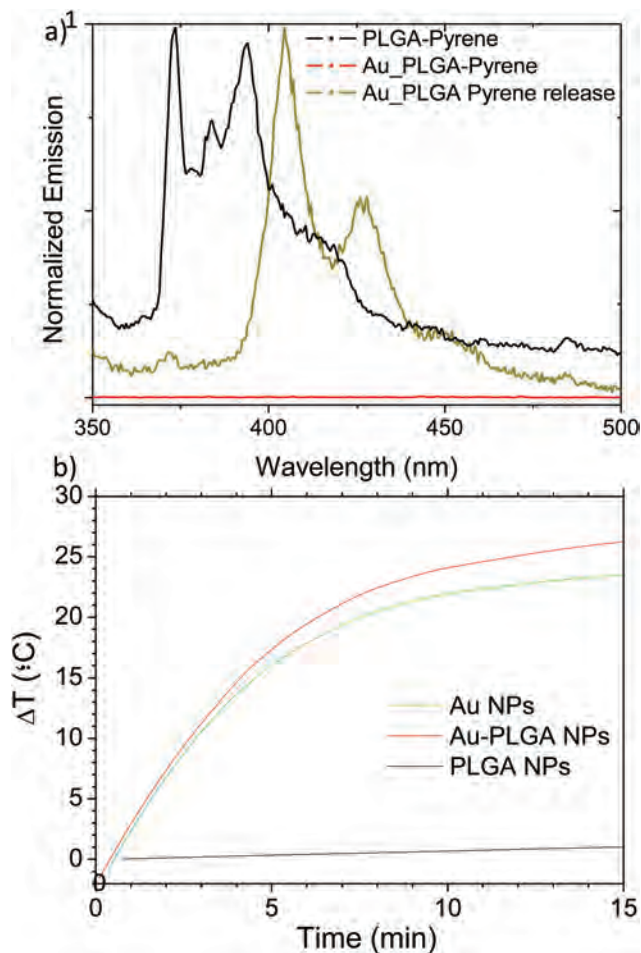 a)
1
PLGA-Pyrene
Au_PLGA-Pyrene
Au_PLGA Pyrene release
Normalized Emission
350 400 450 500
Wavelength (nm)
b)
30
25
20
15
10
5
0
0
ΔT (°C)
Au NPs
Au-PLGA NPs
PLGA NPs
0 5 10 15
Time (min)